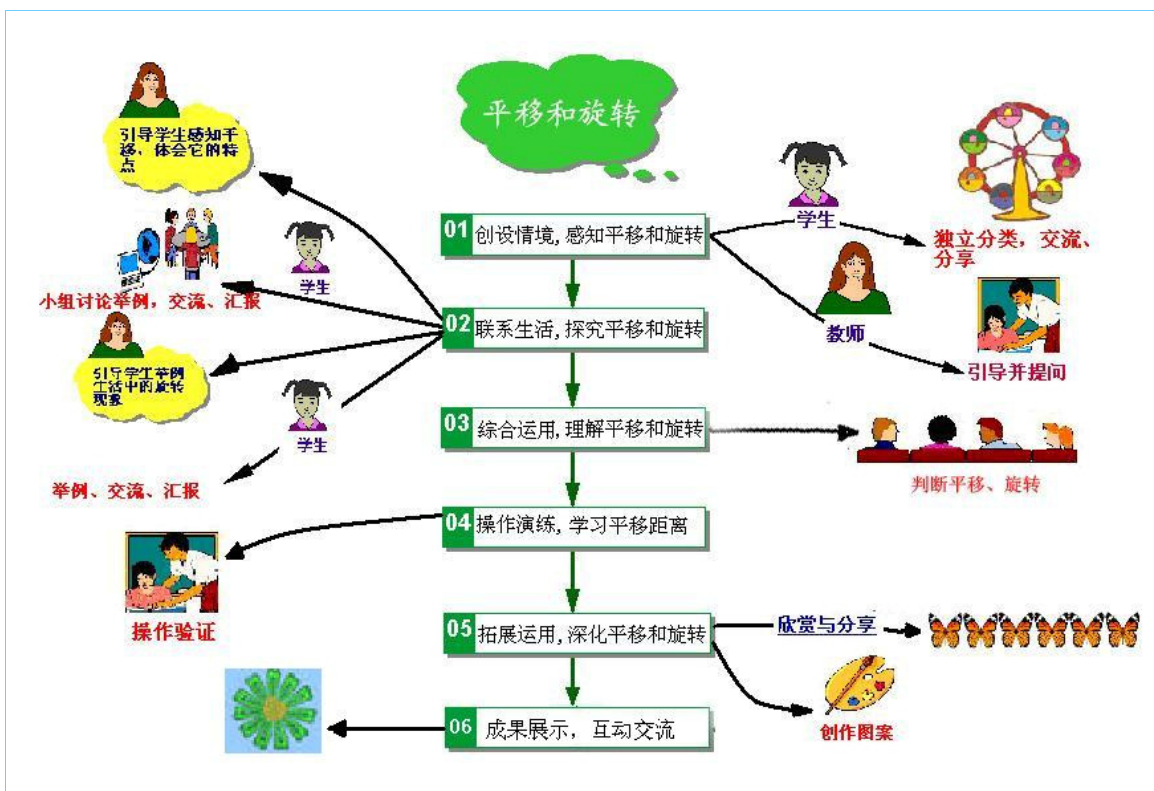 平移和旋转
引导学生感知平
移，体会它的特
点
01 创设情境,感知平移和旋转
学生
独立分类，交流、
分享
教师
引导并提问
学生
小组讨论举例，交流、汇报
02 联系生活,探究平移和旋转
引导学生举例
生活中的旋转
现象
学生
举例、交流、汇报
03 综合运用,理解平移和旋转
判断平移、旋转
04 操作演练,学习平移距离
操作验证
05 拓展运用,深化平移和旋转
欣赏与分享
创作图案
06 成果展示，互动交流